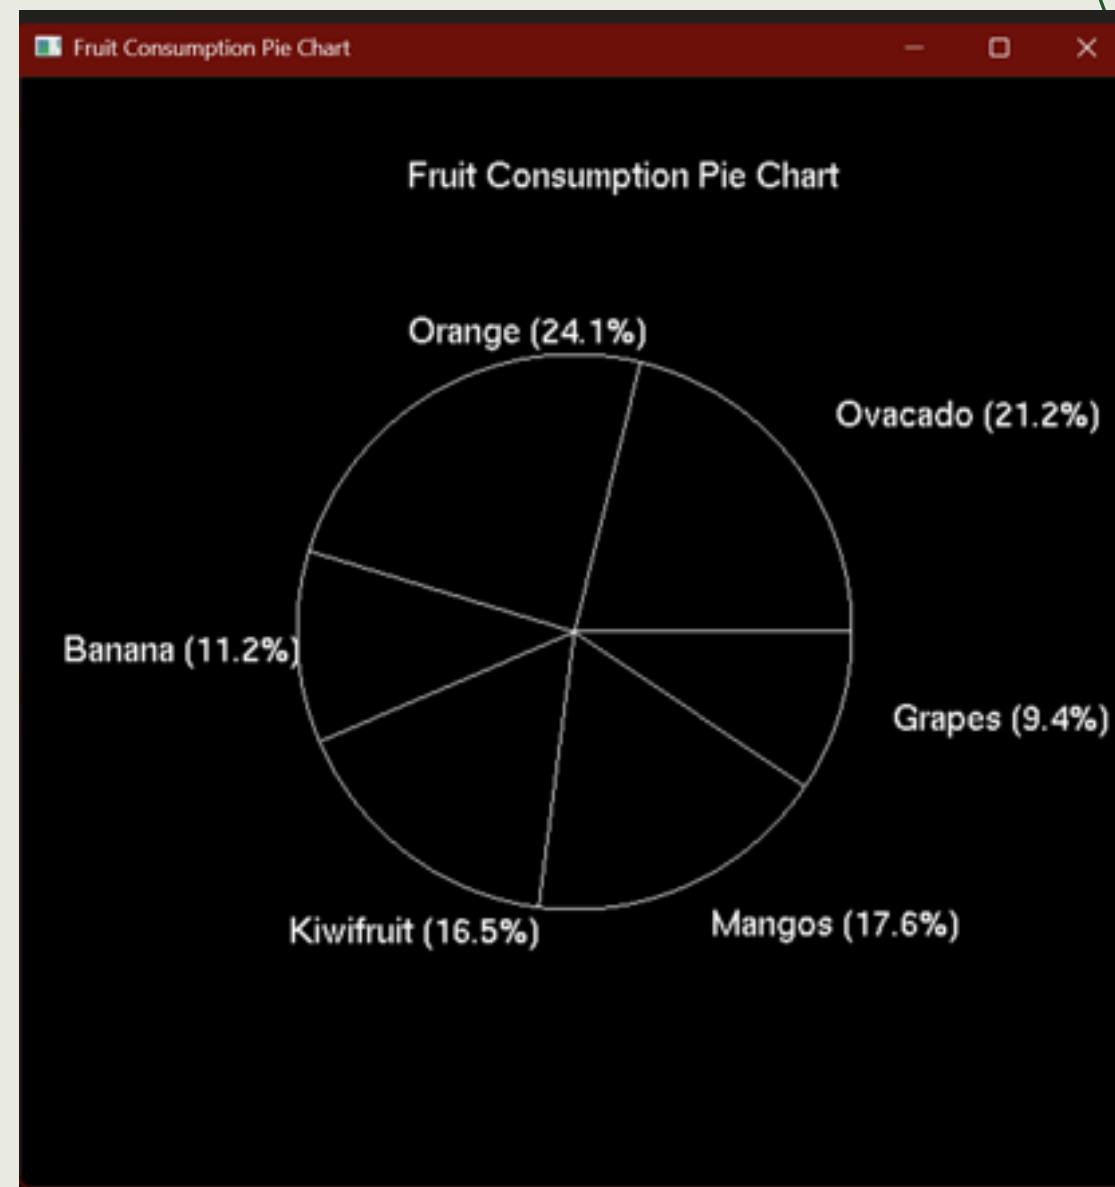 Fruit Consumption Pie Chart
Fruit Consumption Pie Chart
Orange (24.1%)
Ovacado (21.2%)
Banana (11.2%)
Grapes (9.4%)
Kiwifruit (16.5%)
Mangos (17.6%)